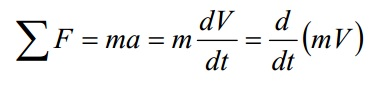 ∑F = ma = m dV/dt = d/dt (mV)